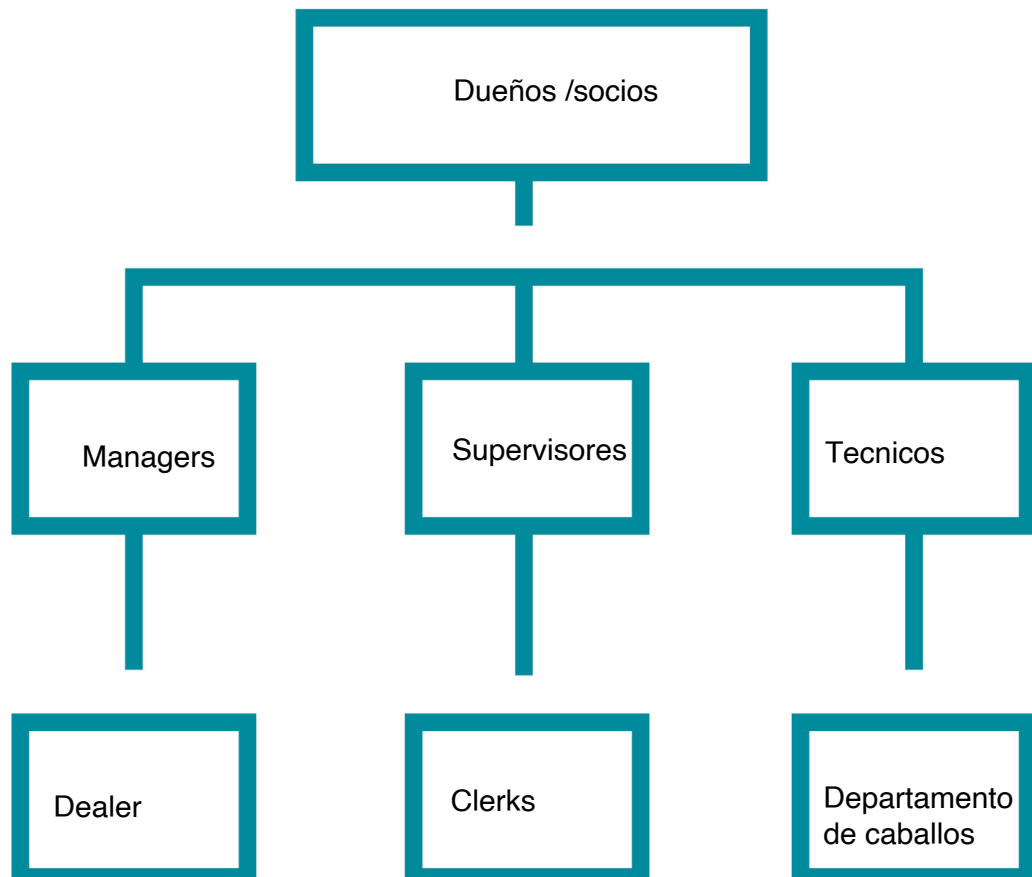 Dueños /socios
Managers
Supervisores
Tecnicos
Dealer
Clerks
Departamento
de caballos